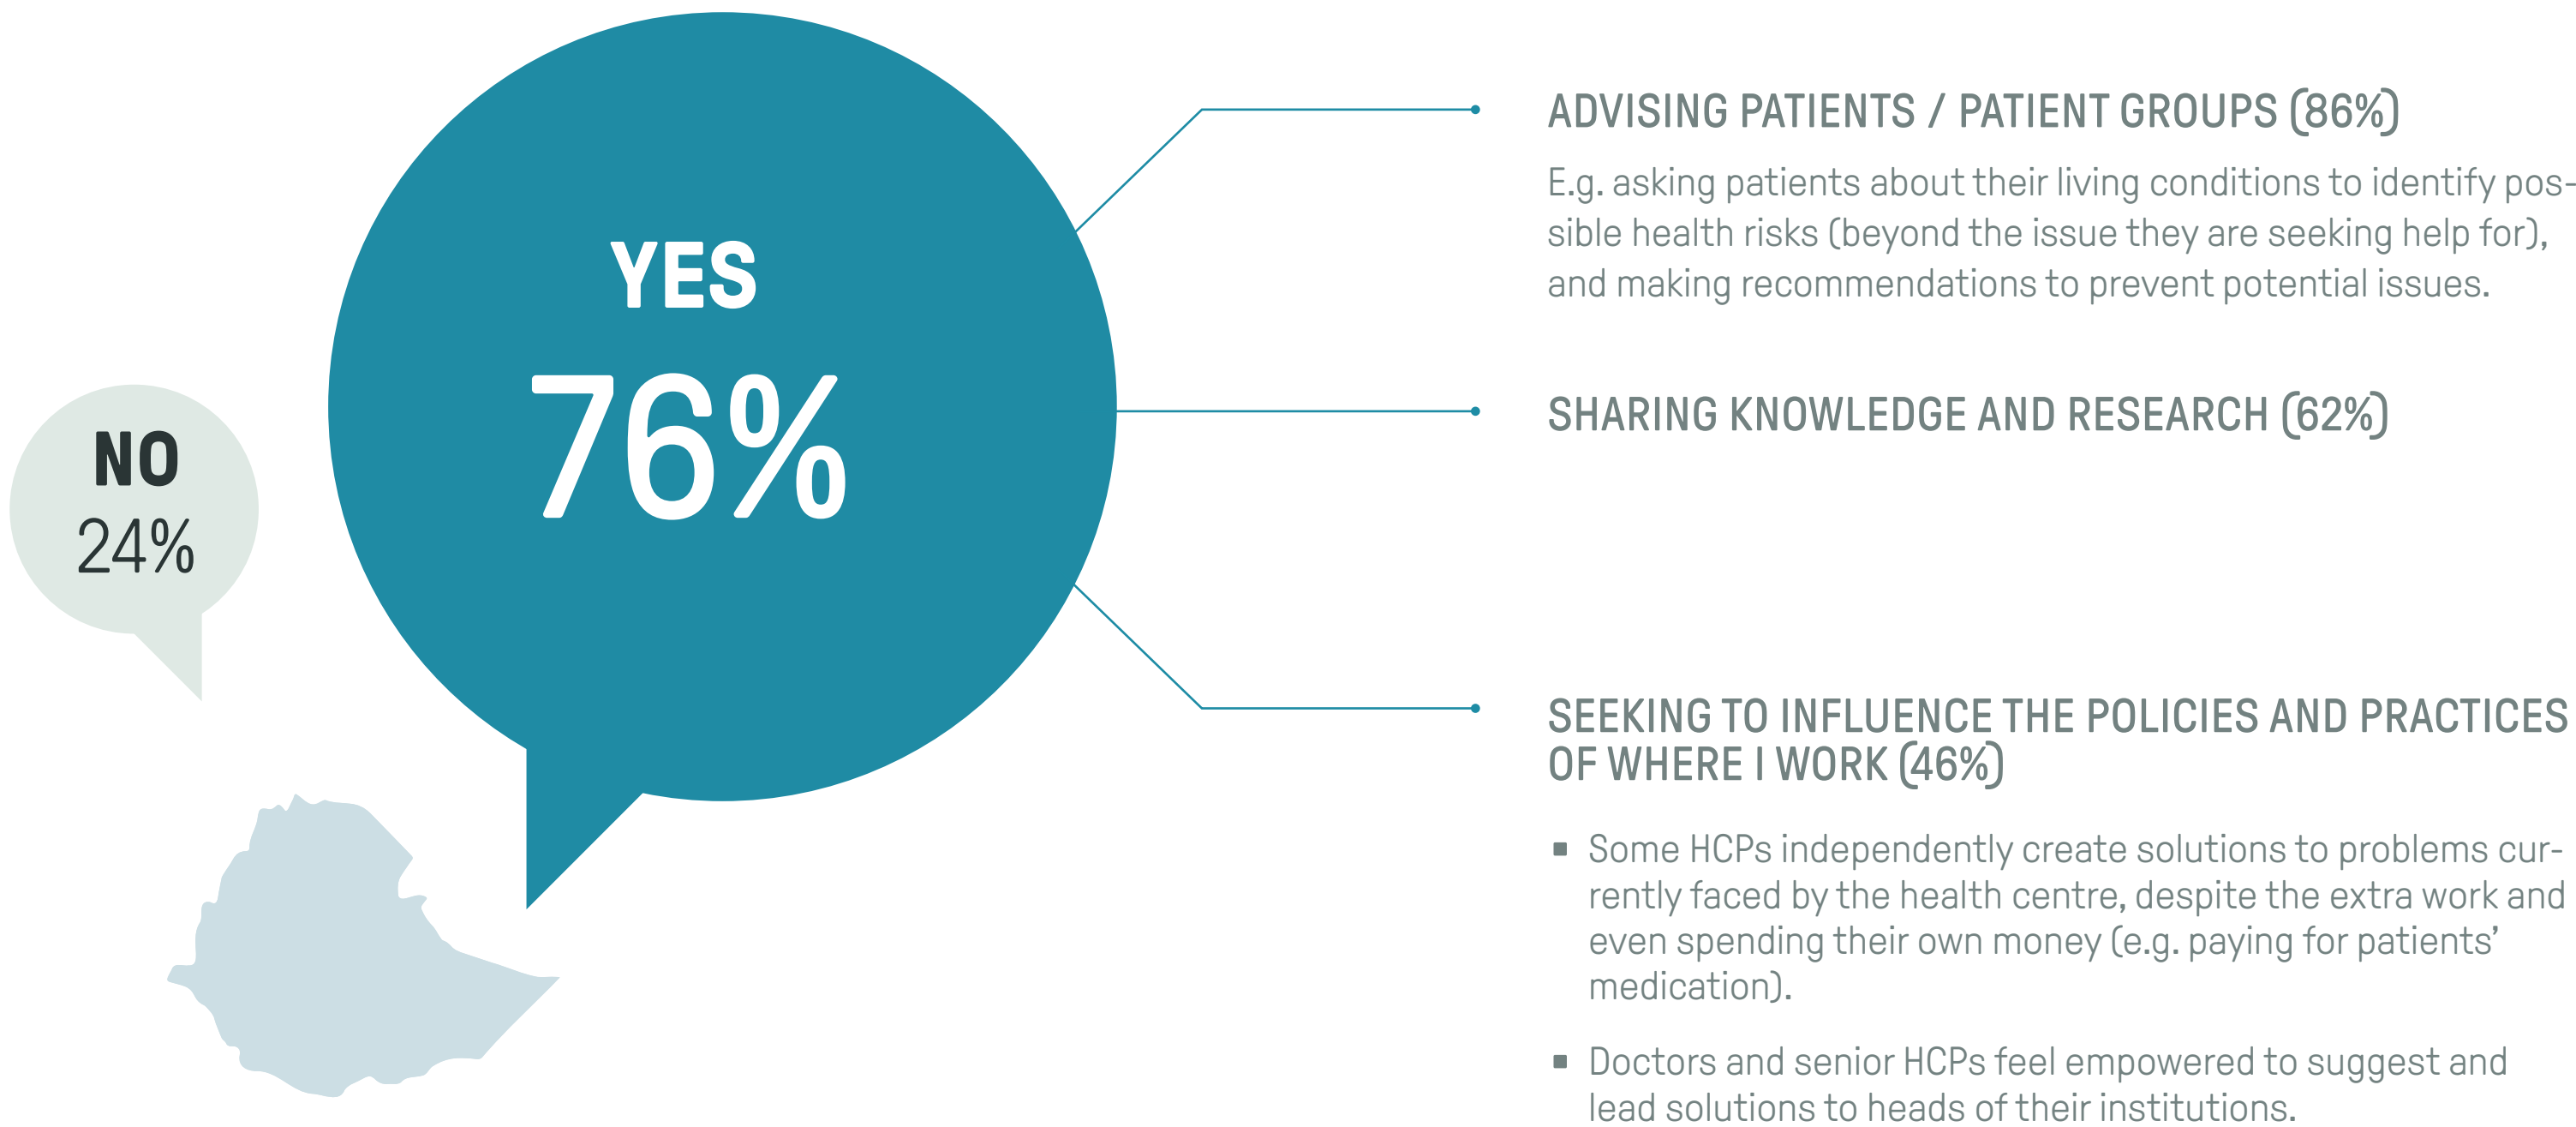 NO
24%
YES
76%
ADVISING PATIENTS / PATIENT GROUPS (86%)
E.g. asking patients about their living conditions to identify pos-
sible health risks (beyond the issue they are seeking help for),
and making recommendations to prevent potential issues.
SHARING KNOWLEDGE AND RESEARCH (62%)
SEEKING TO INFLUENCE THE POLICIES AND PRACTICES
OF WHERE I WORK (46%)
▪ Some HCPs independently create solutions to problems cur-
rently faced by the health centre, despite the extra work and
even spending their own money (e.g. paying for patients’
medication).
▪ Doctors and senior HCPs feel empowered to suggest and
lead solutions to heads of their institutions.